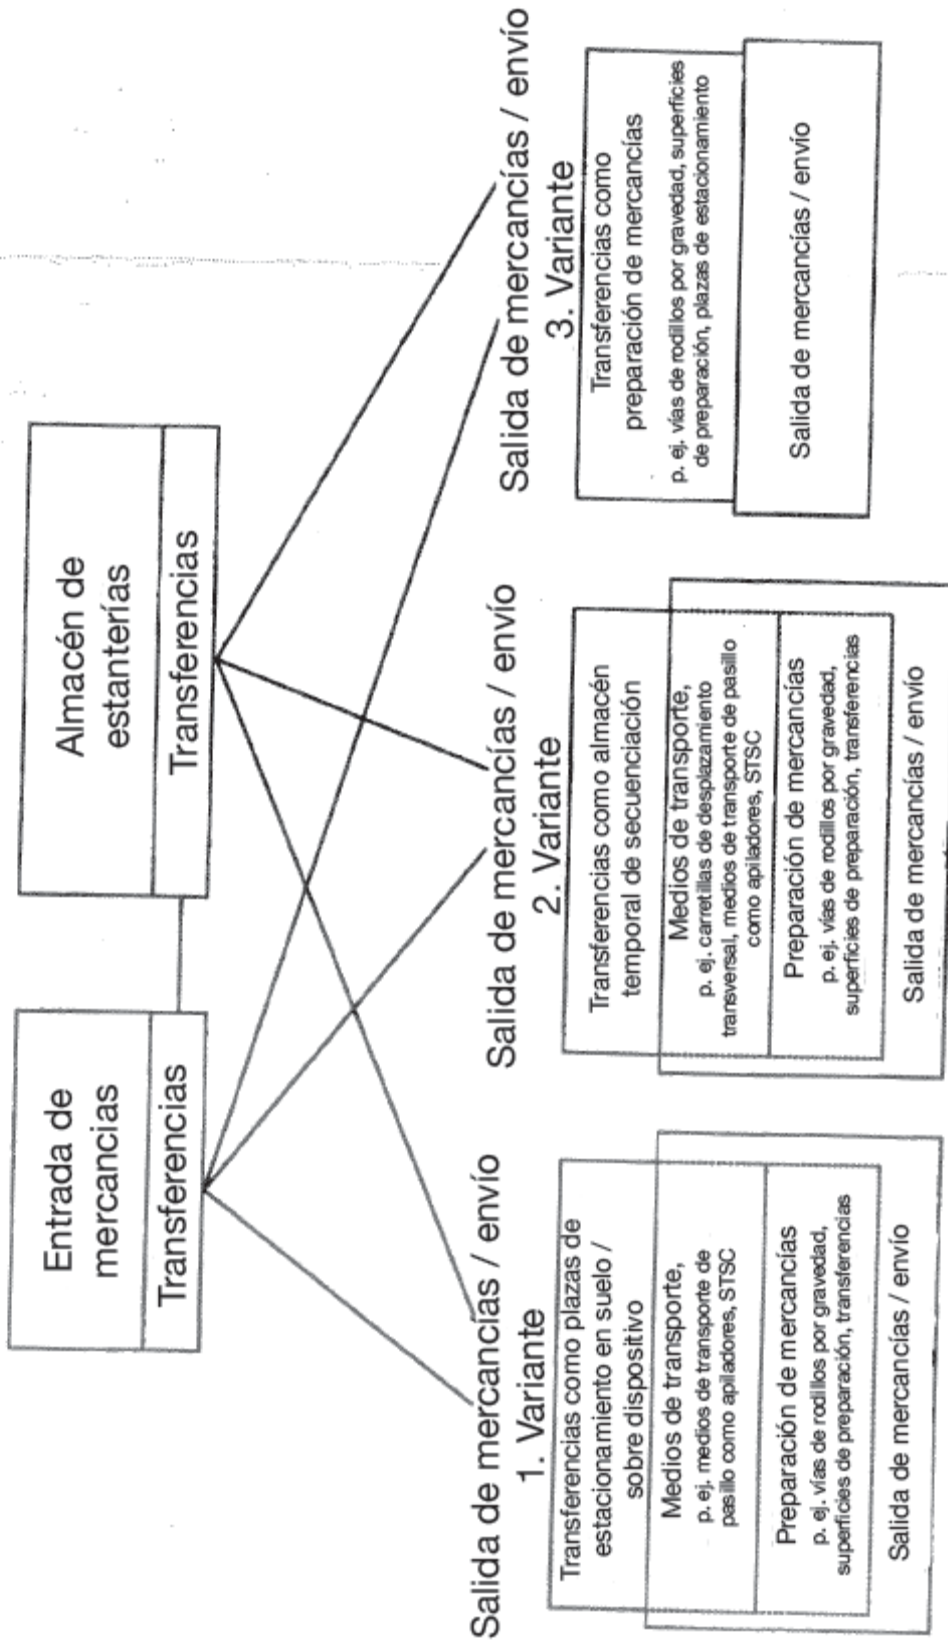 Entrada de
mercancías
Transferencias
Almacén de
estanterías
Transferencias
Salida de mercancías / envío
1. Variante
Transferencias como plazas de
estacionamiento en suelo /
sobre dispositivo
Medios de transporte,
p. ej. medios de transporte de
pasillo como apiladores, STSC
Preparación de mercancías
p. ej. vías de rodillos por gravedad,
superficies de preparación, transferencias
Salida de mercancías / envío
Salida de mercancías / envío
2. Variante
Transferencias como almacén
temporal de secuenciación
Medios de transporte,
p. ej. carretillas de desplazamiento
transversal, medios de transporte de pasillo
como apiladores, STSC
Preparación de mercancías
p. ej. vías de rodillos por gravedad,
superficies de preparación, transferencias
Salida de mercancías / envío
Salida de mercancías / envío
3. Variante
Transferencias como
preparación de mercancías
p. ej. vías de rodillos por gravedad, superficies
de preparación, plazas de estacionamiento
Salida de mercancías / envío